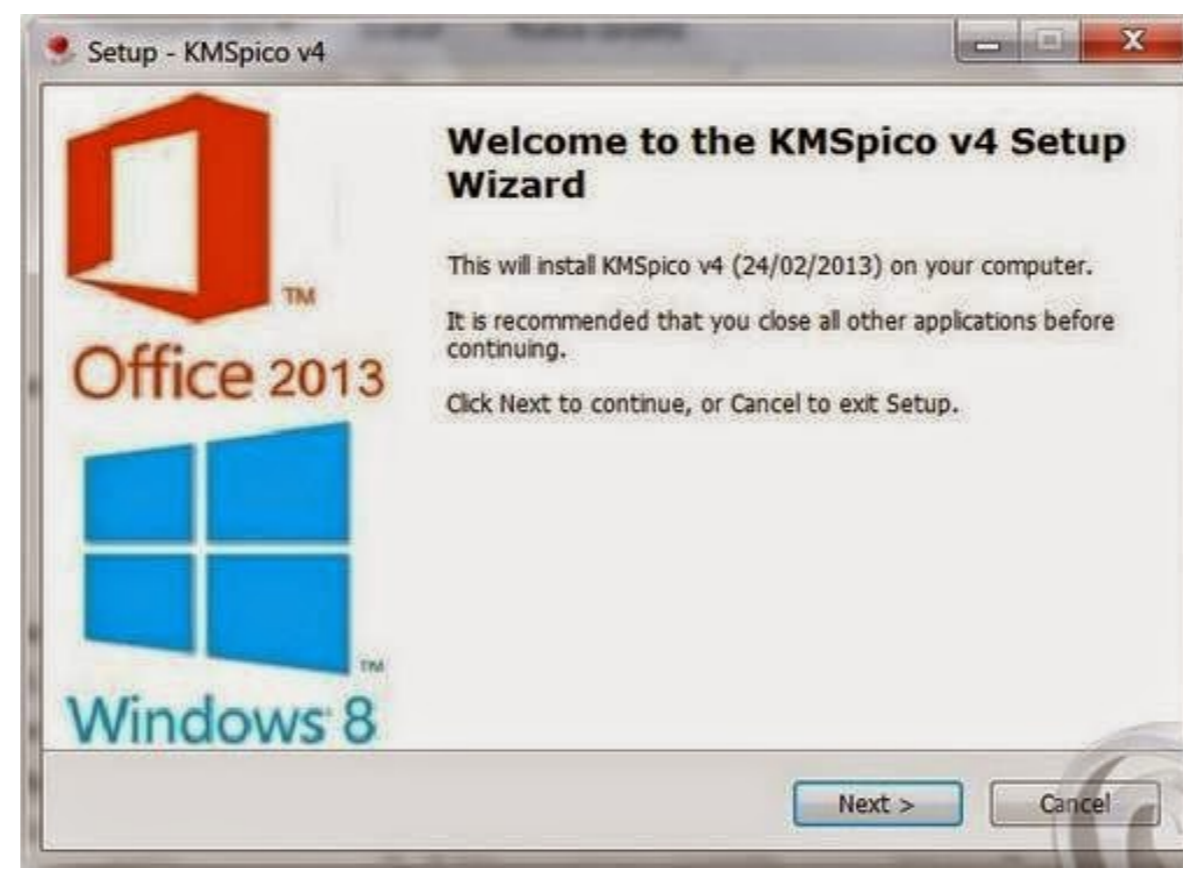 Setup - KMSpico v4
Welcome to the KMSpico v4 Setup
Wizard
This will install KMSpico v4 (24/02/2013) on your computer.
It is recommended that you close all other applications before
continuing.
Click Next to continue, or Cancel to exit Setup.
TM
Office 2013
TM
Windows 8
Next >
Cancel